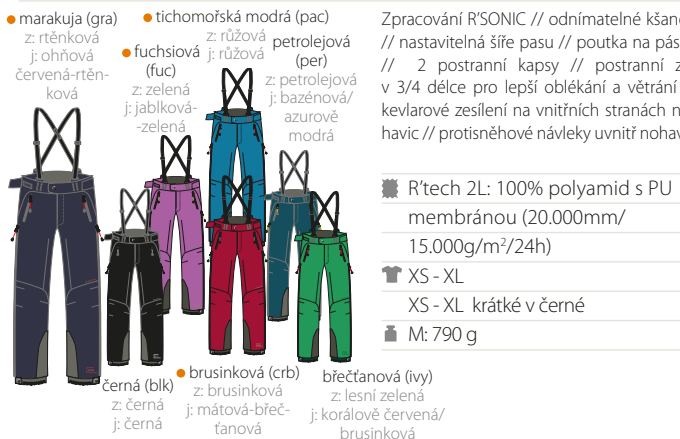 marakuja (gra)
z: rtěnková
j: ohňová
červená-rtěn-
ková
tichomořská modrá (pac)
z: růžová
j: růžová
fuchsiová
(fuc)
z: zelená
j: jablková-
-zelená
petrolejová
(per)
z: petrolejová
j: bazénová/
azurově
modrá
černá (blk)
z: černá
j: černá
brusinková (crb)
z: brusinková
j: mátová-břeč-
ťanová
břečťanová (ivy)
z: lesní zelená
j: korálově červená/
brusinková
Zpracování R'SONIC // odnímatelné kšan
// nastavitelná šíře pasu // poutka na pás
// 2 postranní kapsy // postranní z
v 3/4 délce pro lepší oblékání a větrání
kevlarové zesílení na vnitřních stranách n
havic // protisněhové návleky uvnitř nohav
R'tech 2L: 100% polyamid s PU
membránou (20.000mm/
15.000g/m²/24h)
XS - XL
XS - XL krátké v černé
M: 790 g